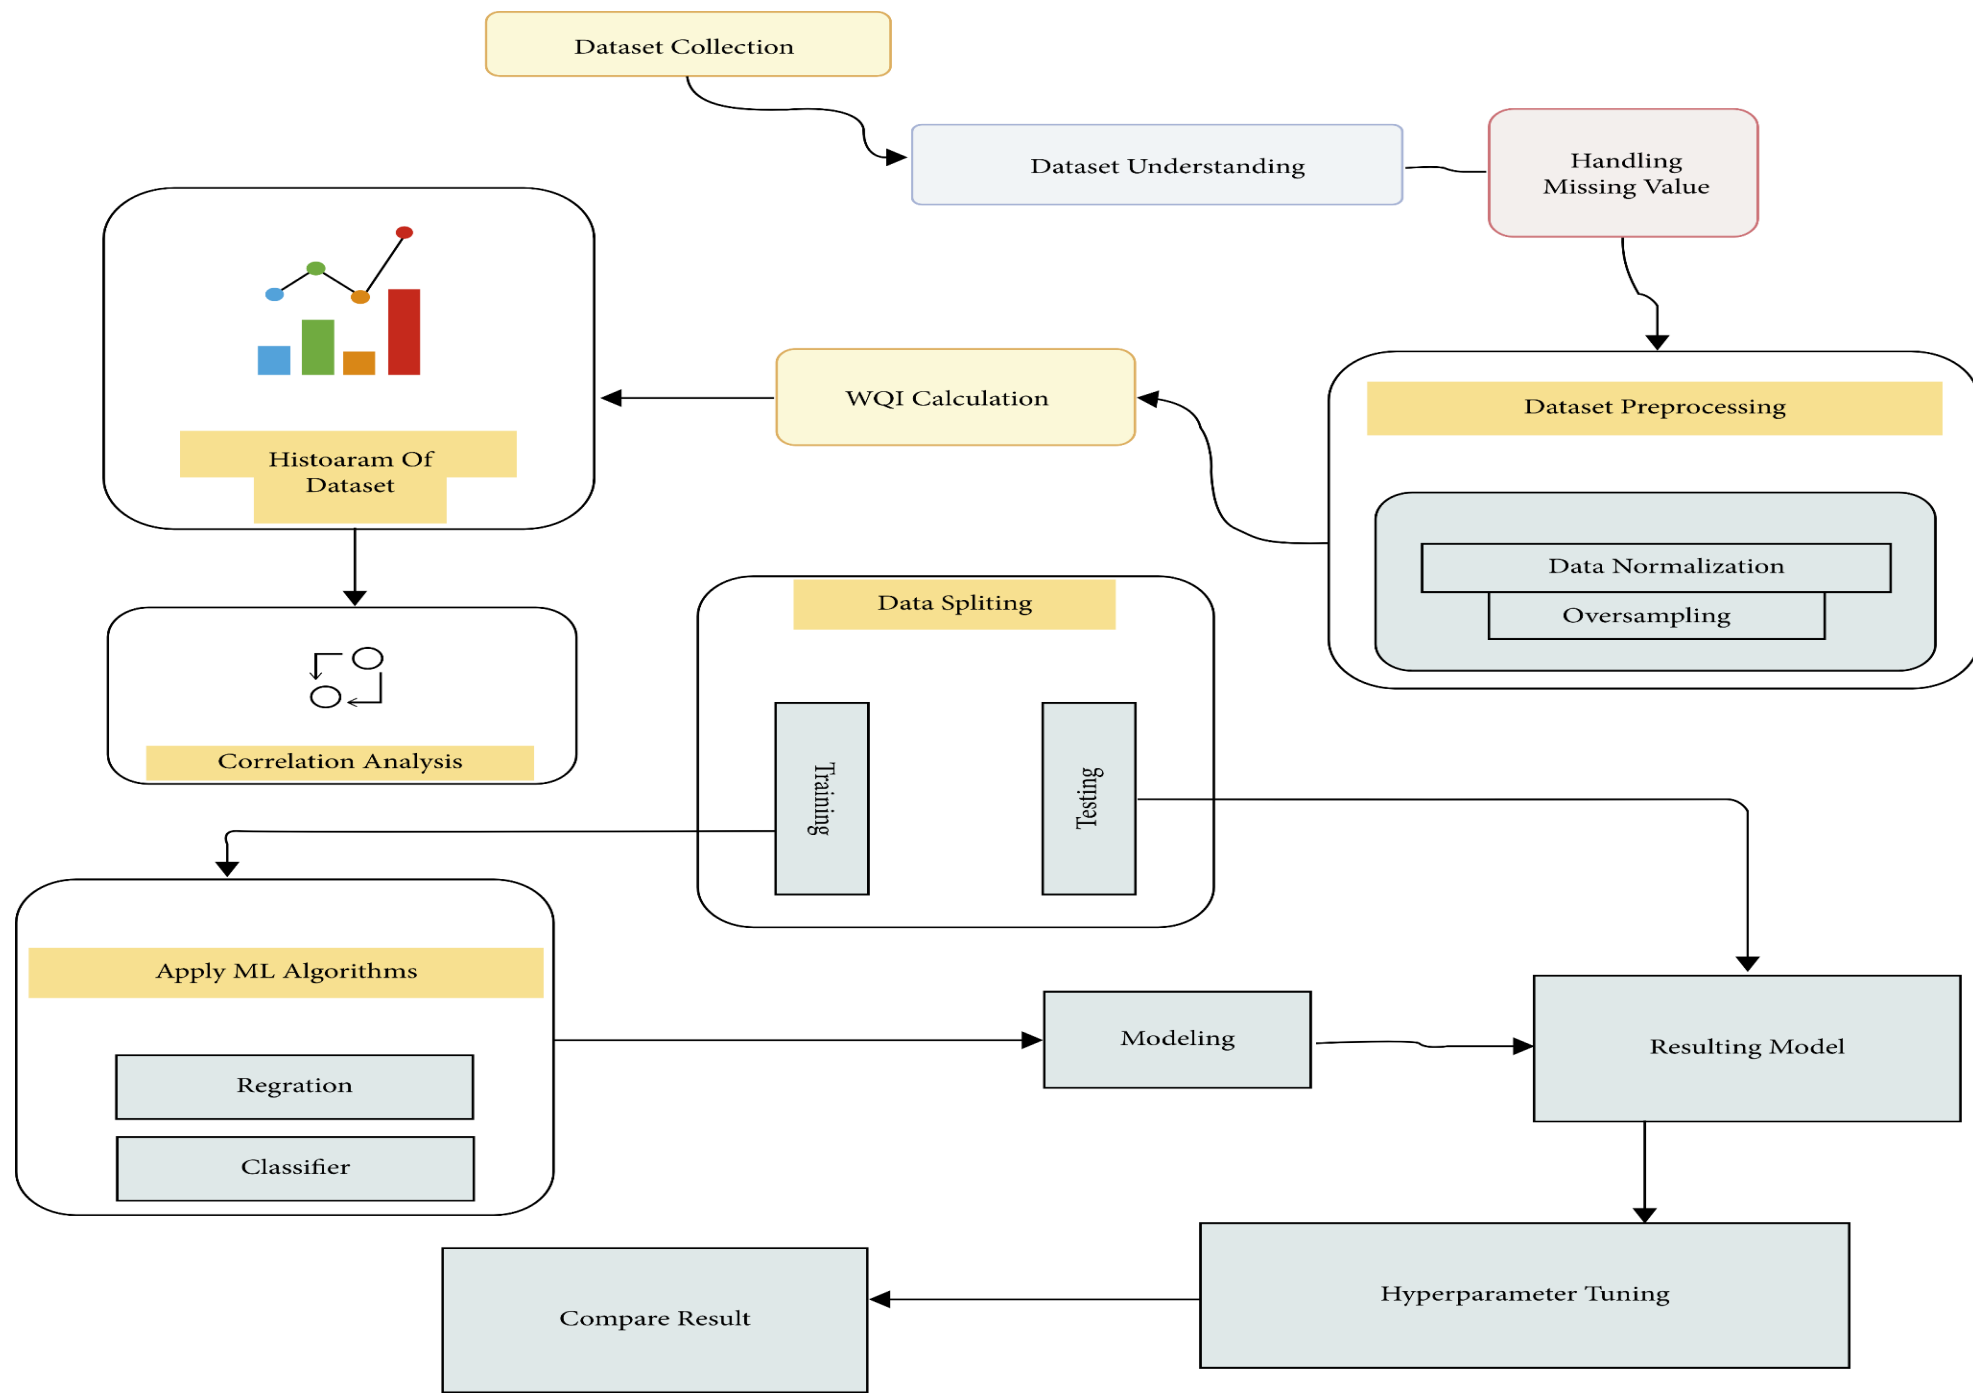 Dataset Collection
Dataset Understanding
Handling
Missing Value
Dataset Preprocessing
Data Normalization
Oversampling
WQI Calculation
Histoaram Of
Dataset
Correlation Analysis
Data Spliting
Training
Testing
Apply ML Algorithms
Regration
Classifier
Modeling
Resulting Model
Hyperparameter Tuning
Compare Result